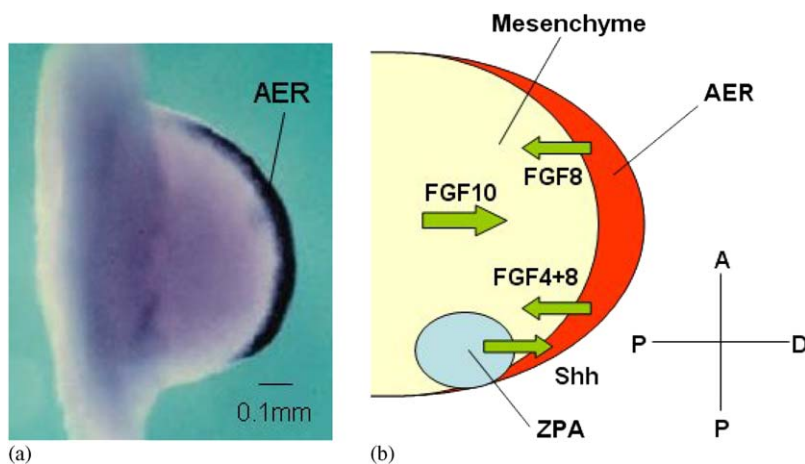 AER
0.1mm
(a)
Mesenchyme
AER
FGF8
FGF10
FGF4+8
Shh
ZPA
A
P
D
P
(b)